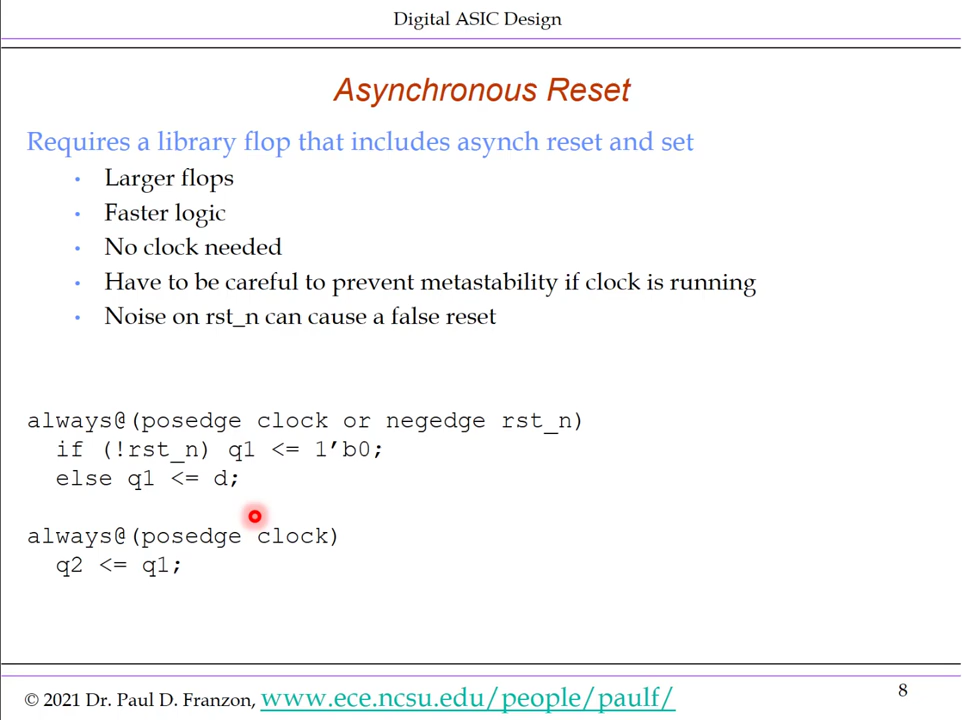 Digital ASIC Design
Asynchronous Reset
Requires a library flop that includes asynch reset and set
• Larger flops
• Faster logic
• No clock needed
• Have to be careful to prevent metastability if clock is running
• Noise on rst_n can cause a false reset
always@(posedge clock or negedge rst_n)
if (!rst_n) q1 <= 1’b0;
else q1 <= d;
always@(posedge clock)
q2 <= q1;
© 2021 Dr. Paul D. Franzon, www.ece.ncsu.edu/people/paulf/
8